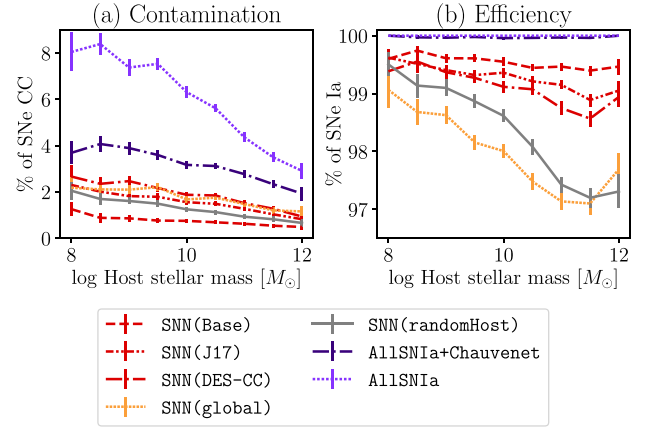 (a) Contamination
(b) Efficiency
% of SNe CC
8
6
4
2
0
8
10
12
log Host stellar mass [M⊙]
% of SNe Ia
100
99
98
97
8
10
12
log Host stellar mass [M⊙]
SNN(Base)
SNN(J17)
SNN(DES-CC)
SNN(global)
SNN(randomHost)
AllSNIa+Chauvenet
AllSNIa